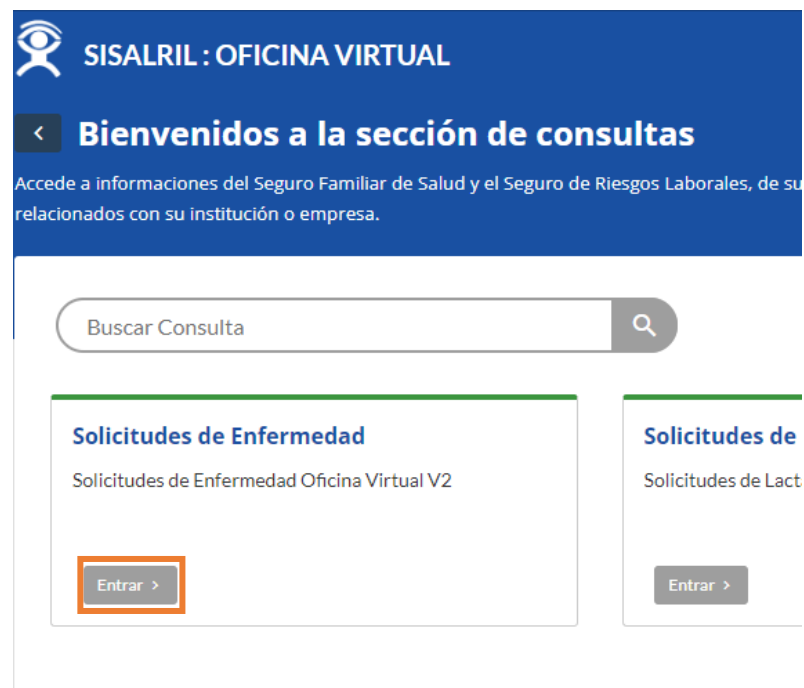 SISALRIL : OFICINA VIRTUAL
Bienvenidos a la sección de consultas
Accede a informaciones del Seguro Familiar de Salud y el Seguro de Riesgos Laborales, de su
relacionados con su institución o empresa.
Buscar Consulta
Solicitudes de Enfermedad
Solicitudes de Enfermedad Oficina Virtual V2
Entrar >
Solicitudes de
Solicitudes de Lact
Entrar >